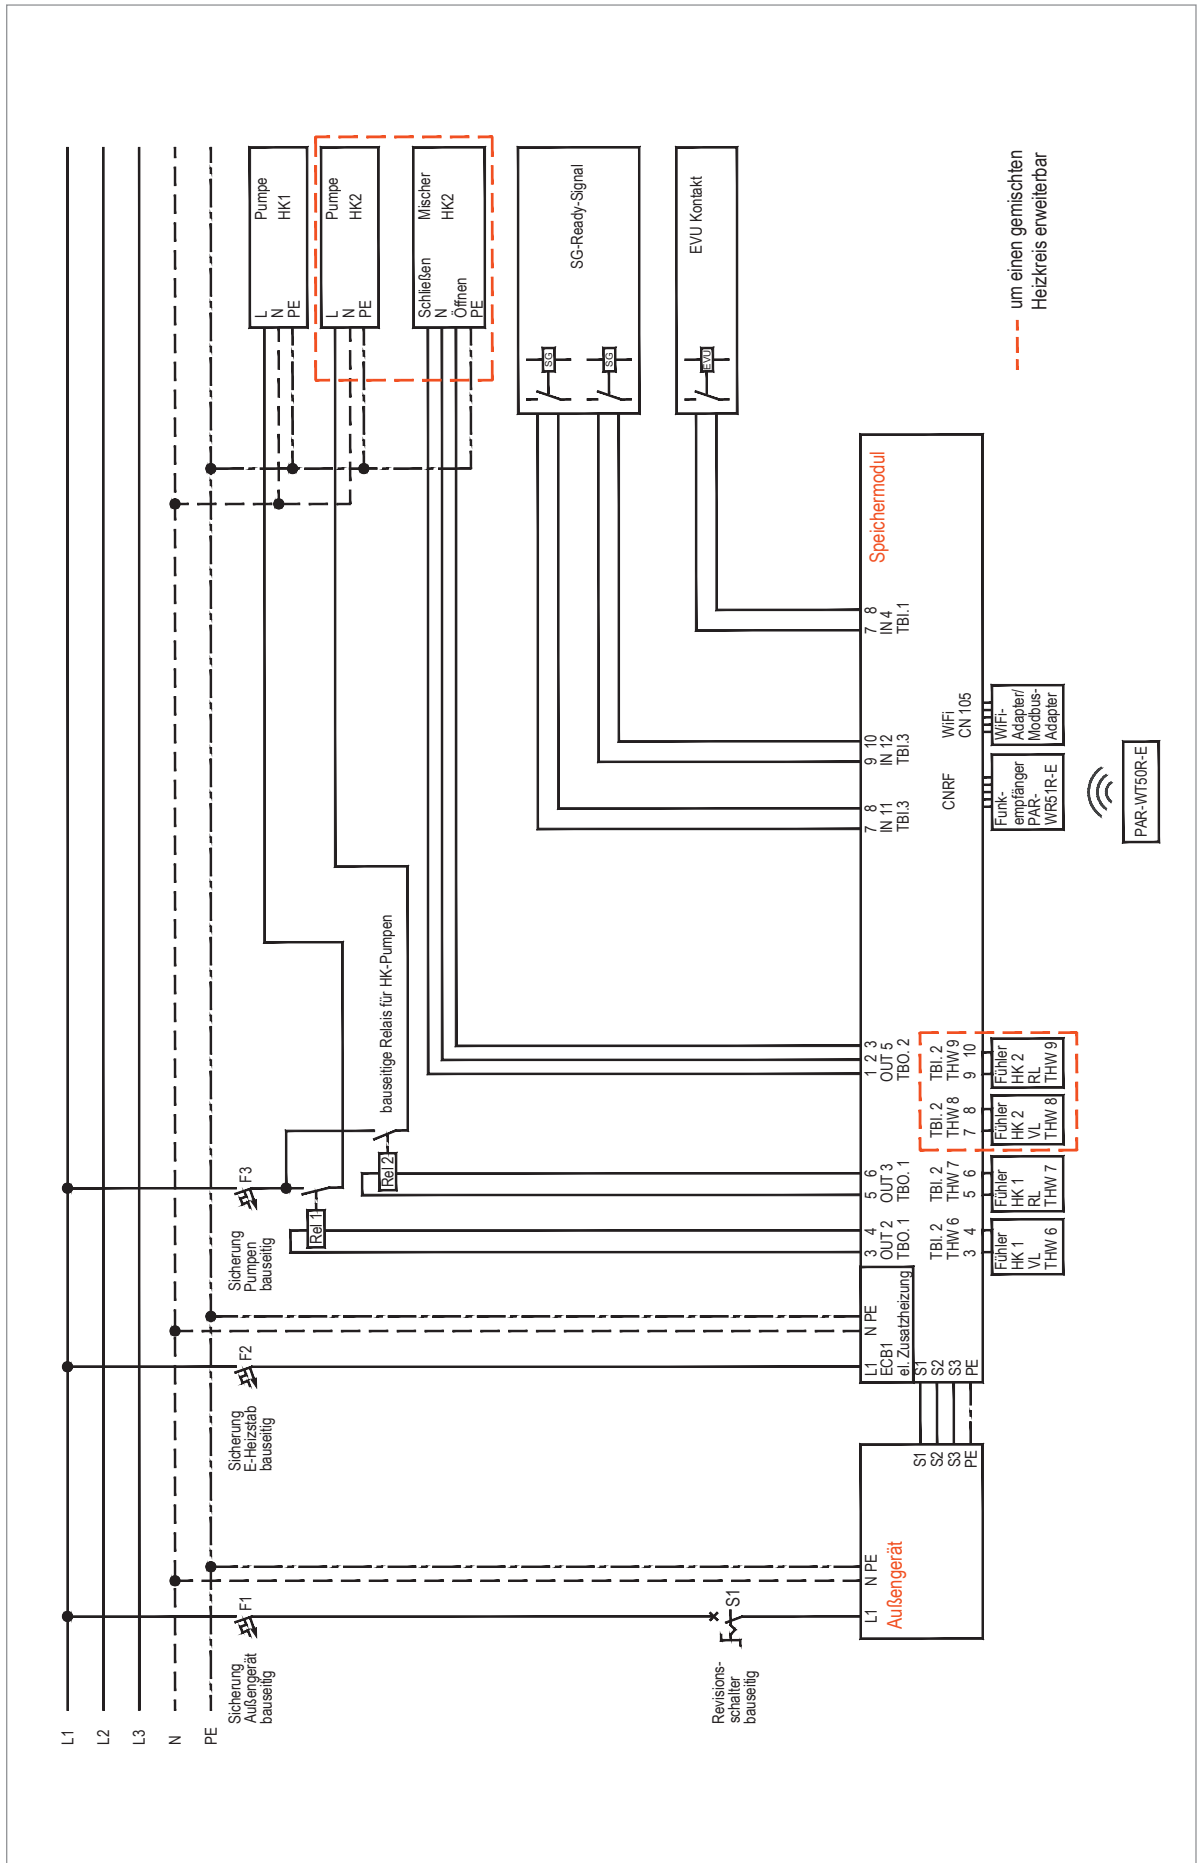 L1
L2
L3
N
PE
Sicherung
Außengerät
bauseitig
F1
Sicherung
E-Heizstab
bauseitig
F2
Sicherung
Pumpen
bauseitig
F3
Pumpe
HK1
L
N
PE
Pumpe
HK2
L
N
PE
Mischer
HK2
Schließen
N
Öffnen
PE
Rel 1
Rel 2
bauseitige Relais für HK-Pumpen
SG-Ready-Signal
SG
SG
EVU Kontakt
EVU
Revisions-
schalter
bauseitig
S1
Außengerät
L1
N PE
S1
S2
S3
PE
Speichermodul
L1
N PE
ECB1
el. Zusatzheizung
S1
S2
S3
PE
3 4
OUT 2
TBO. 1
5 6
OUT 3
TBO. 1
1 2 3
OUT 5
TBO. 2
7 8
IN 11
TBI.3
9 10
IN 12
TBI.3
7 8
IN 4
TBI.1
TBI. 2
THW 6
3 4
TBI. 2
THW 7
5 6
TBI. 2
THW 8
7 8
TBI. 2
THW 9
9 10
CNRF
WiFi
CN 105
Fühler
HK 1
VL
THW 6
Fühler
HK 1
RL
THW 7
Fühler
HK 2
VL
THW 8
Fühler
HK 2
RL
THW 9
Funk-
empfänger
PAR-
WR51R-E
WiFi-
Adapter/
Modbus-
Adapter
PAR-WT50R-E
um einen gemischten
Heizkreis erweiterbar